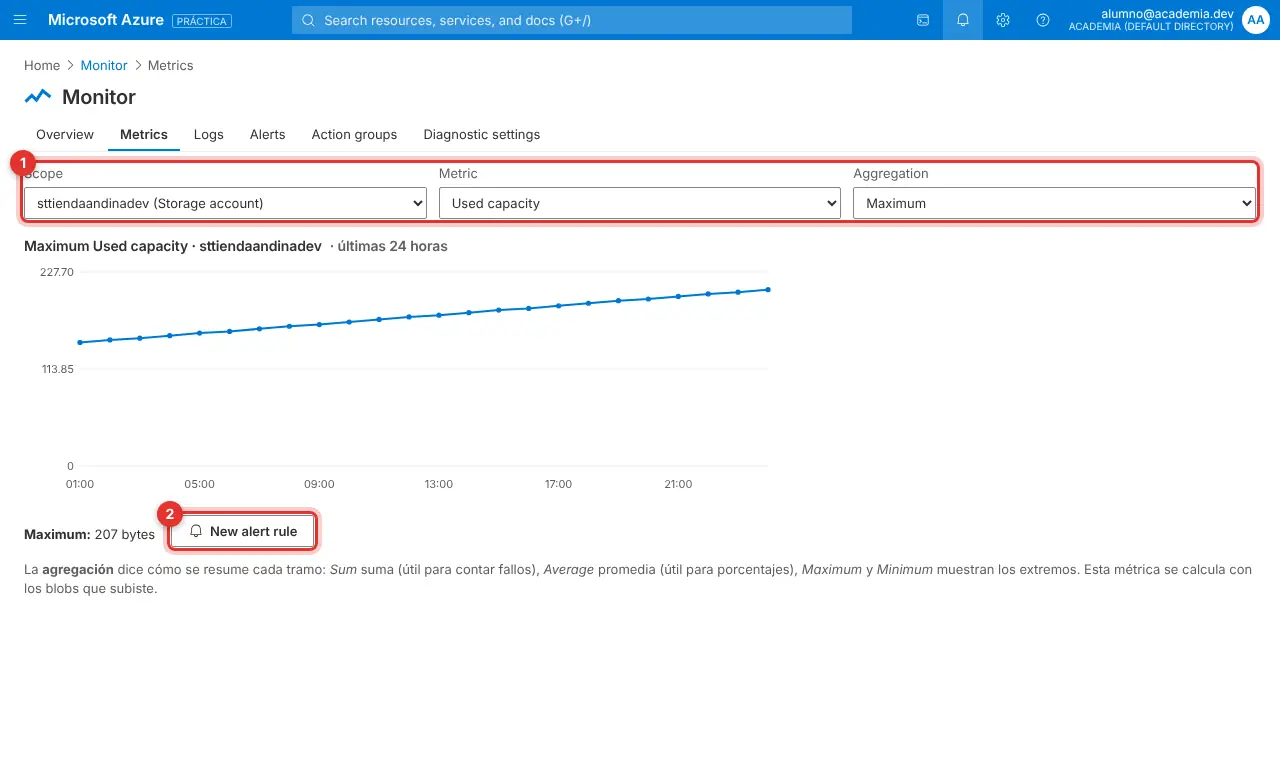 Microsoft Azure PRÁCTICA
Search resources, services, and docs (G+/)
alumno@academia.dev
ACADEMIA (DEFAULT DIRECTORY)
AA
Home > Monitor > Metrics
Monitor
Overview Metrics Logs Alerts Action groups Diagnostic settings
1
Scope Metric Aggregation
sttiendaandinadev (Storage account) Used capacity Maximum
Maximum Used capacity · sttiendaandinadev · últimas 24 horas
227.70
113.85
0
01:00 05:00 09:00 13:00 17:00 21:00
2
Maximum: 207 bytes New alert rule
La agregación dice cómo se resume cada tramo: Sum suma (útil para contar fallos), Average promedia (útil para porcentajes), Maximum y Minimum muestran los extremos. Esta métrica se calcula con
los blobs que subiste.